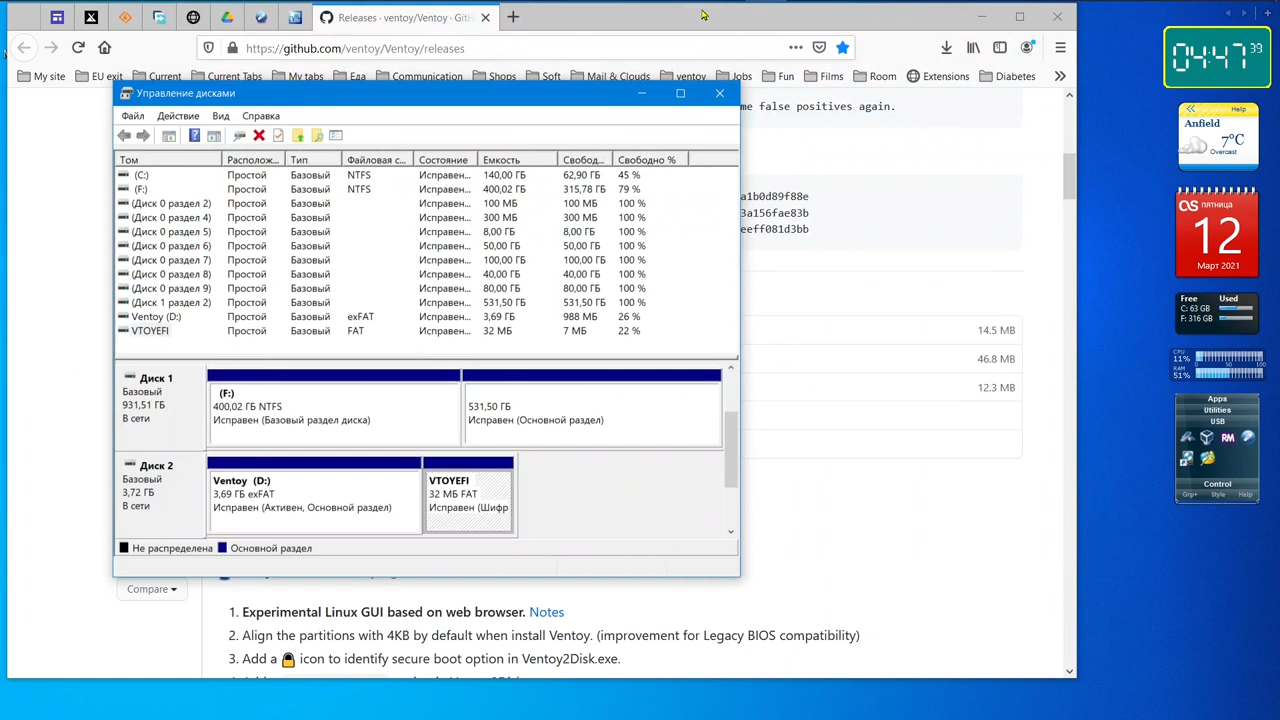 Releases · ventoy/Ventoy · GitH
https://github.com/ventoy/Ventoy/releases
My site
EU exit
Current
Current Tabs
My tabs
Еда
Communication
Shops
Soft
Mail & Clouds
ventoy
Jobs
Fun
Films
Room
Extensions
Diabetes
me false positives again.
Управление дисками
Файл Действие Вид Справка
Том Располож... Тип Файловая с... Состояние Емкость Свобод... Свободно %
(C:) Простой Базовый NTFS Исправен... 140,00 ГБ 62,90 ГБ 45 %
(F:) Простой Базовый NTFS Исправен... 400,02 ГБ 315,78 ГБ 79 %
(Диск 0 раздел 2) Простой Базовый Исправен... 100 МБ 100 МБ 100 %
(Диск 0 раздел 4) Простой Базовый Исправен... 300 МБ 300 МБ 100 %
(Диск 0 раздел 5) Простой Базовый Исправен... 8,00 ГБ 8,00 ГБ 100 %
(Диск 0 раздел 6) Простой Базовый Исправен... 50,00 ГБ 50,00 ГБ 100 %
(Диск 0 раздел 7) Простой Базовый Исправен... 100,00 ГБ 100,00 ГБ 100 %
(Диск 0 раздел 8) Простой Базовый Исправен... 40,00 ГБ 40,00 ГБ 100 %
(Диск 0 раздел 9) Простой Базовый Исправен... 80,00 ГБ 80,00 ГБ 100 %
(Диск 1 раздел 2) Простой Базовый Исправен... 531,50 ГБ 531,50 ГБ 100 %
Ventoy (D:) Простой Базовый exFAT Исправен... 3,69 ГБ 988 МБ 26 %
VTOYEFI Простой Базовый FAT Исправен... 32 МБ 7 МБ 22 %
a1b0d89f88e
3a156fae83b
eeff081d3bb
14.5 MB
46.8 MB
12.3 MB
Диск 1
Базовый
931,51 ГБ
В сети
(F:)
400,02 ГБ NTFS
Исправен (Базовый раздел диска)
531,50 ГБ
Исправен (Основной раздел)
Диск 2
Базовый
3,72 ГБ
В сети
Ventoy (D:)
3,69 ГБ exFAT
Исправен (Активен, Основной раздел)
VTOYEFI
32 МБ FAT
Исправен (Шифр
Не распределена Основной раздел
Compare
1. Experimental Linux GUI based on web browser. Notes
2. Align the partitions with 4KB by default when install Ventoy. (improvement for Legacy BIOS compatibility)
3. Add a icon to identify secure boot option in Ventoy2Disk.exe.
04:47 39
Help
Anfield
7°C
Overcast
пятница
12
Март 2021
Free Used
C: 63 GB
F: 316 GB
CPU
11%
0 50 100
RAM
51%
Apps
Utilities
USB
RM
Control
Grp+ Style Help